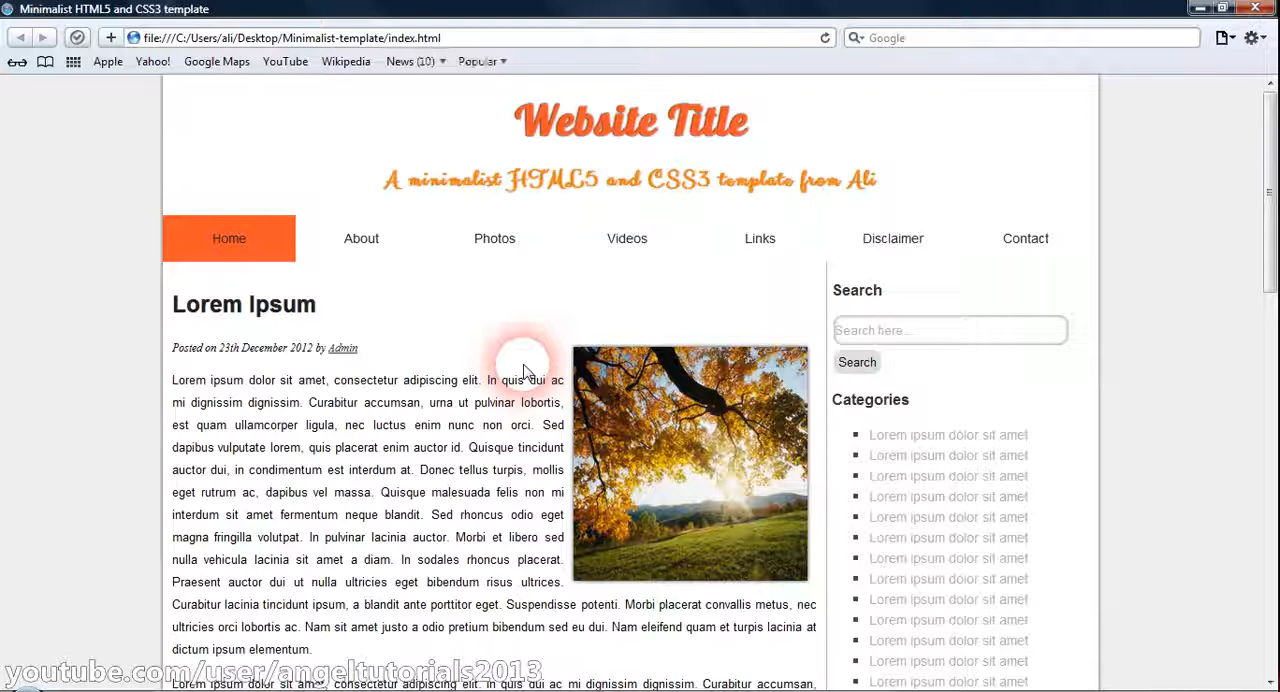 Minimalist HTML5 and CSS3 template
file:///C:/Users/ali/Desktop/Minimalist-template/index.html
Google
Apple Yahoo! Google Maps YouTube Wikipedia News (10) Popular
Website Title
A minimalist HTML5 and CSS3 template from Ali
Home About Photos Videos Links Disclaimer Contact
Lorem Ipsum
Posted on 23th December 2012 by Admin
Lorem ipsum dolor sit amet, consectetur adipiscing elit. In quis dui ac
mi dignissim dignissim. Curabitur accumsan, urna ut pulvinar lobortis,
est quam ullamcorper ligula, nec luctus enim nunc non orci. Sed
dapibus vulputate lorem, quis placerat enim auctor id. Quisque tincidunt
auctor dui, in condimentum est interdum at. Donec tellus turpis, mollis
eget rutrum ac, dapibus vel massa. Quisque malesuada felis non mi
interdum sit amet fermentum neque blandit. Sed rhoncus odio eget
magna fringilla volutpat. In pulvinar lacinia auctor. Morbi et libero sed
nulla vehicula lacinia sit amet a diam. In sodales rhoncus placerat.
Praesent auctor dui ut nulla ultricies eget bibendum risus ultrices.
Curabitur lacinia tincidunt ipsum, a blandit ante porttitor eget. Suspendisse potenti. Morbi placerat convallis metus, nec
ultricies orci lobortis ac. Nam sit amet justo a odio pretium bibendum sed eu dui. Nam eleifend quam et turpis lacinia at
dictum ipsum elementum.
Lorem ipsum dolor sit amet, consectetur adipiscing elit. In quis dui ac mi dignissim dignissim. Curabitur accumsan,
Search
Search here...
Search
Categories
Lorem ipsum dolor sit amet
Lorem ipsum dolor sit amet
Lorem ipsum dolor sit amet
Lorem ipsum dolor sit amet
Lorem ipsum dolor sit amet
Lorem ipsum dolor sit amet
Lorem ipsum dolor sit amet
Lorem ipsum dolor sit amet
Lorem ipsum dolor sit amet
Lorem ipsum dolor sit amet
Lorem ipsum dolor sit amet
Lorem ipsum dolor sit amet
Lorem ipsum dolor sit amet
youtube.com/user/angeltutorials2013